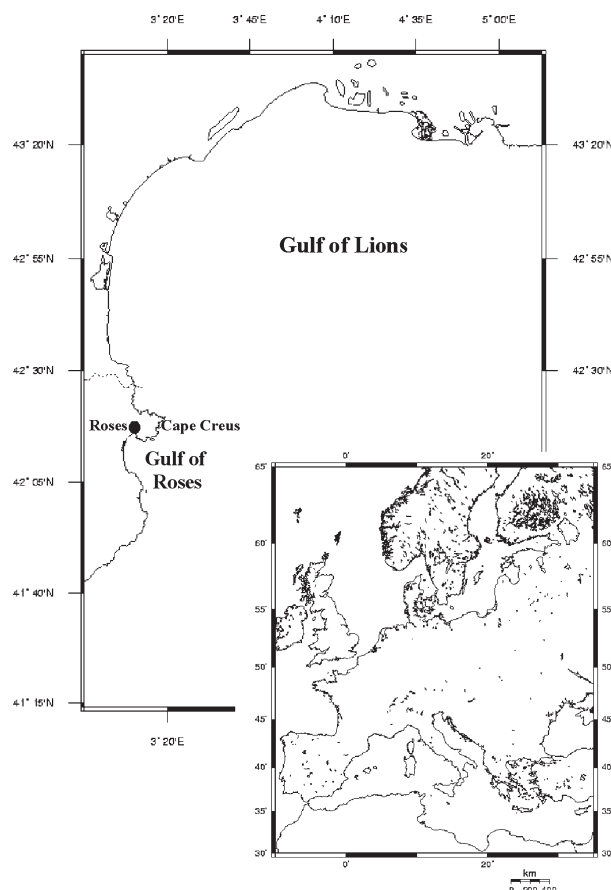 3° 20'E 3° 45'E 4° 10'E 4° 35'E 5° 00'E
43° 20'N 43° 20'N
Gulf of Lions
42° 55'N 42° 55'N
42° 30'N 42° 30'N
Roses Cape Creus
Gulf of
Roses
42° 05'N
41° 40'N
41° 15'N
3° 20'E
0° 20°
65° 65
60° 60
55° 55
50° 50
45° 45
40° 40
35° 35
30° 30
0° 20°
km